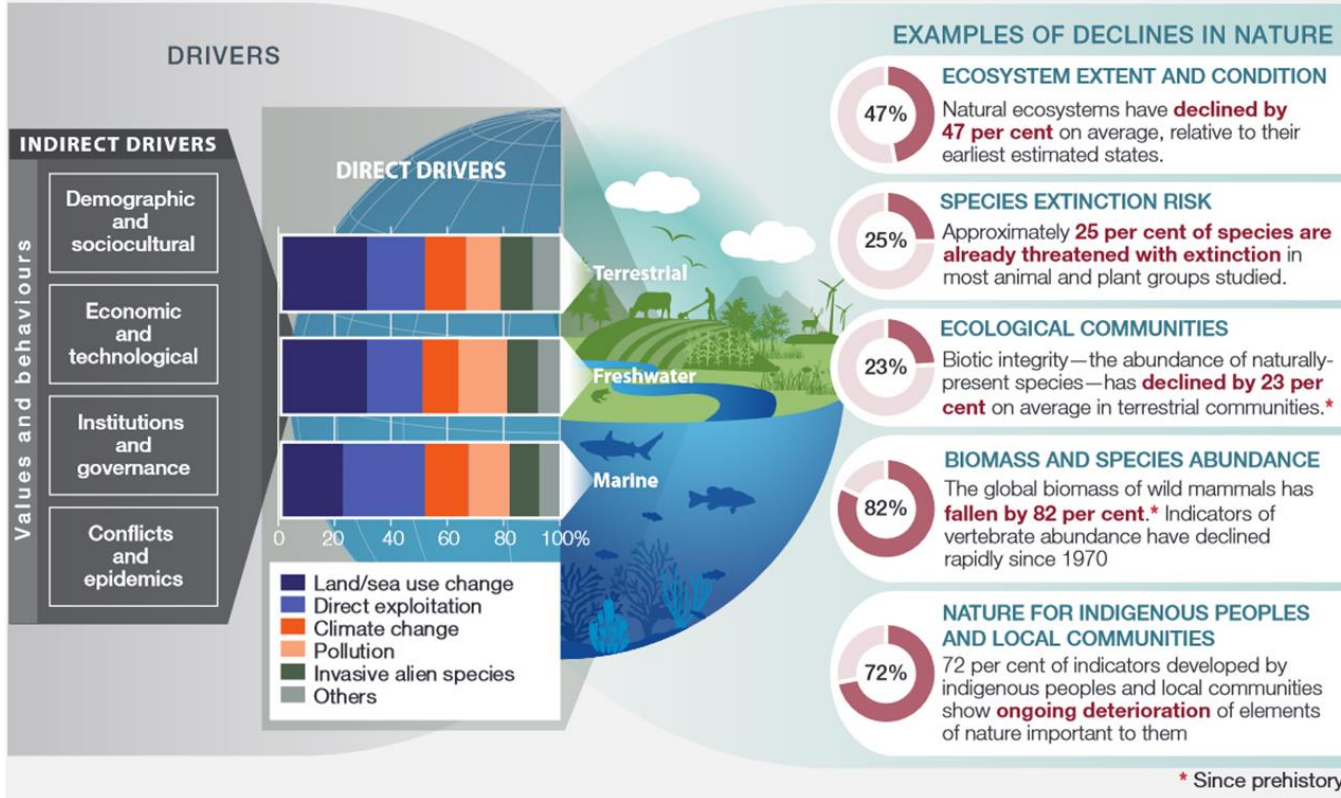 DRIVERS
INDIRECT DRIVERS
Values and behaviours
Demographic
and
sociocultural
Economic
and
technological
Institutions
and
governance
Conflicts
and
epidemics
DIRECT DRIVERS
Terrestrial
Freshwater
Marine
0 20 40 60 80 100%
Land/sea use change
Direct exploitation
Climate change
Pollution
Invasive alien species
Others
EXAMPLES OF DECLINES IN NATURE
47%
ECOSYSTEM EXTENT AND CONDITION
Natural ecosystems have declined by
47 per cent on average, relative to their
earliest estimated states.
25%
SPECIES EXTINCTION RISK
Approximately 25 per cent of species are
already threatened with extinction in
most animal and plant groups studied.
23%
ECOLOGICAL COMMUNITIES
Biotic integrity—the abundance of naturally-
present species—has declined by 23 per
cent on average in terrestrial communities.*
82%
BIOMASS AND SPECIES ABUNDANCE
The global biomass of wild mammals has
fallen by 82 per cent.* Indicators of
vertebrate abundance have declined
rapidly since 1970
72%
NATURE FOR INDIGENOUS PEOPLES
AND LOCAL COMMUNITIES
72 per cent of indicators developed by
indigenous peoples and local communities
show ongoing deterioration of elements
of nature important to them
* Since prehistory